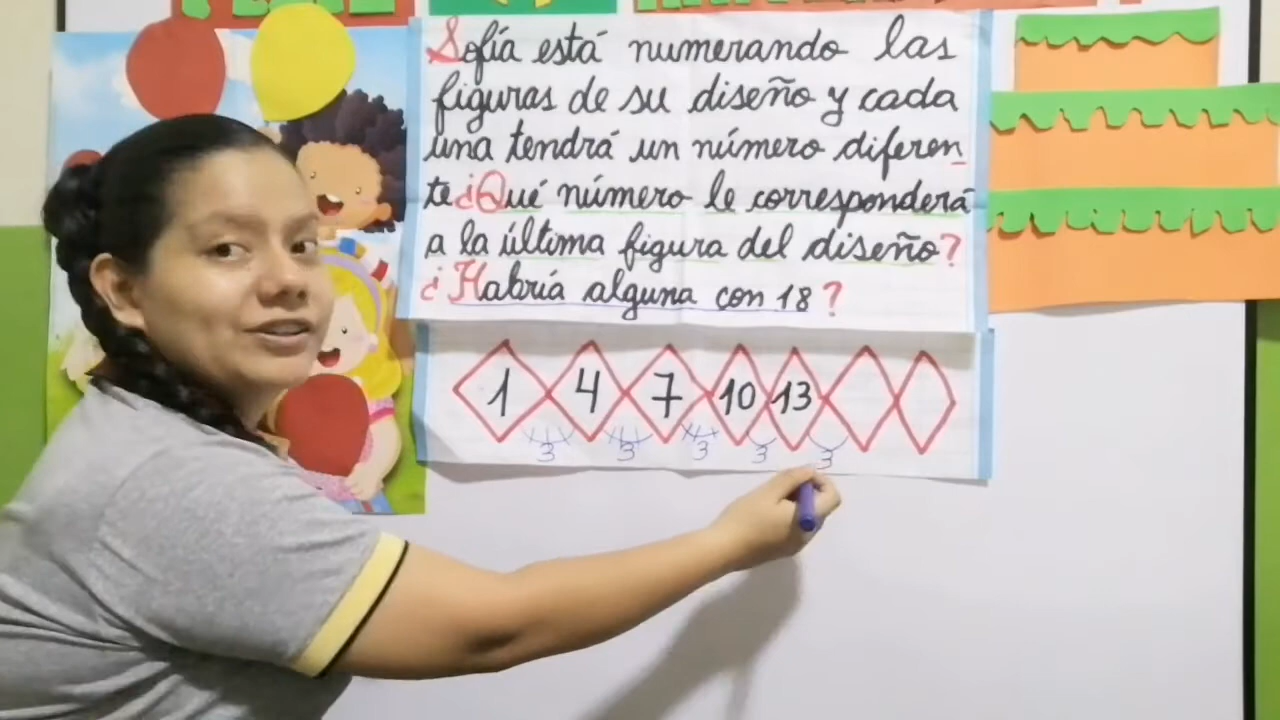 Sofía está numerando las
figuras de su diseño y cada
una tendrá un número diferen_
te ¿Qué número le corresponderá
a la última figura del diseño?
¿Habría alguna con 18?
1 4 7 10 13
3 3 3 3 3